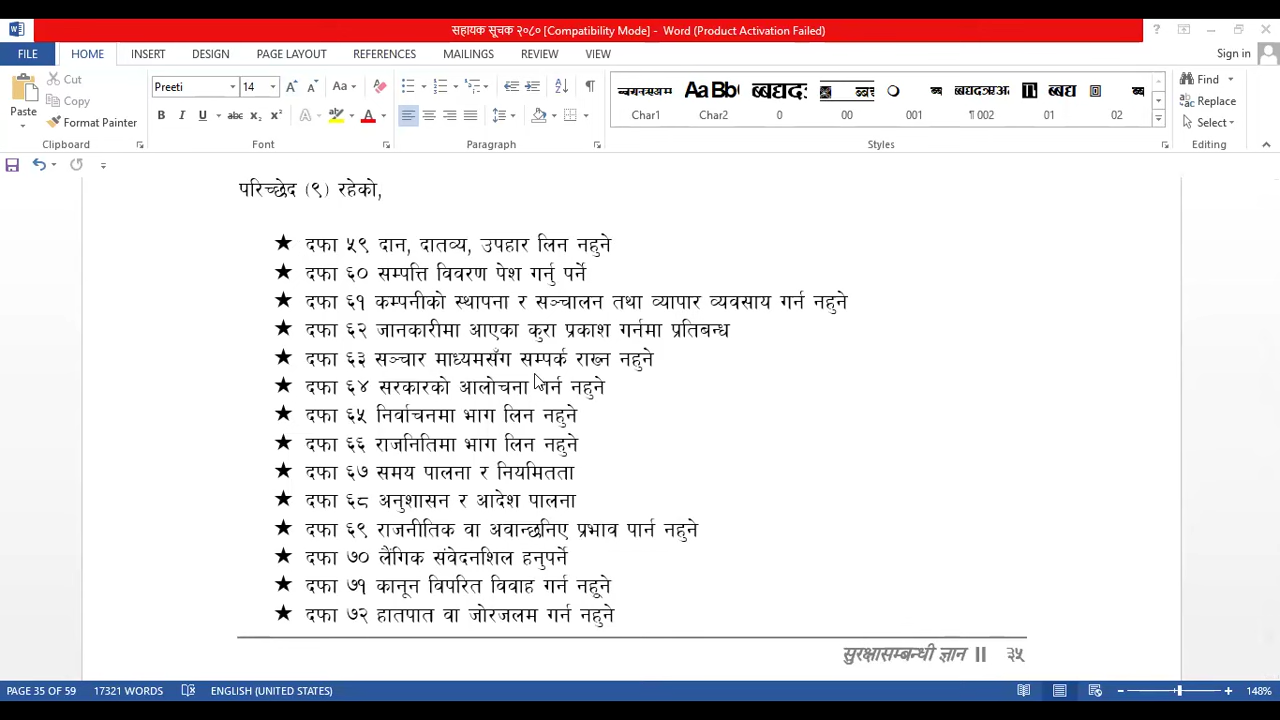 सहायक सूचक २०८० [Compatibility Mode] - Word (Product Activation Failed)
FILE HOME INSERT DESIGN PAGE LAYOUT REFERENCES MAILINGS REVIEW VIEW Sign in
Cut
Copy
Format Painter
Paste
Clipboard
Preeti 14
Font
Paragraph
Char1 Char2 0 00 000 ¶ 002 01 02
Styles
Find
Replace
Select
Editing
परिच्छेद (९) रहेको,
★ दफा ५९ दान, दातव्य, उपहार लिन नहुने
★ दफा ६० सम्पत्ति विवरण पेश गर्नु पर्ने
★ दफा ६१ कम्पनीको स्थापना र सञ्चालन तथा व्यापार व्यवसाय गर्न नहुने
★ दफा ६२ जानकारीमा आएका कुरा प्रकाश गर्नमा प्रतिबन्ध
★ दफा ६३ सञ्चार माध्यमसँग सम्पर्क राख्न नहुने
★ दफा ६४ सरकारको आलोचना गर्न नहुने
★ दफा ६५ निर्वाचनमा भाग लिन नहुने
★ दफा ६६ राजनितिमा भाग लिन नहुने
★ दफा ६७ समय पालना र नियमितता
★ दफा ६८ अनुशासन र आदेश पालना
★ दफा ६९ राजनीतिक वा अवान्छनिए प्रभाव पार्न नहुने
★ दफा ७० लैंगिक संवेदनशिल हनुपर्ने
★ दफा ७१ कानून विपरित विवाह गर्न नहूने
★ दफा ७२ हातपात वा जोरजलम गर्न नहुने
सुरक्षासम्बन्धी ज्ञान II ३५
PAGE 35 OF 59 17321 WORDS ENGLISH (UNITED STATES) 148%